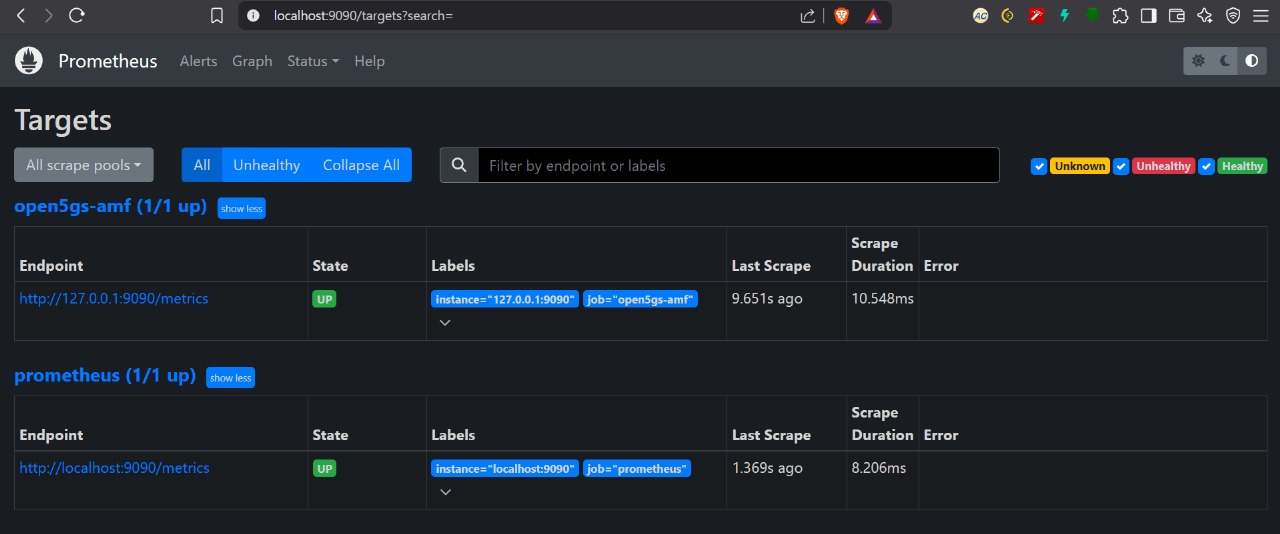 localhost:9090/targets?search=
AC
Prometheus Alerts Graph Status Help
Targets
All scrape pools All Unhealthy Collapse All Filter by endpoint or labels Unknown Unhealthy Healthy
open5gs-amf (1/1 up) show less
Endpoint State Labels Last Scrape Scrape Duration Error
http://127.0.0.1:9090/metrics UP instance="127.0.0.1:9090" job="open5gs-amf" 9.651s ago 10.548ms
prometheus (1/1 up) show less
Endpoint State Labels Last Scrape Scrape Duration Error
http://localhost:9090/metrics UP instance="localhost:9090" job="prometheus" 1.369s ago 8.206ms